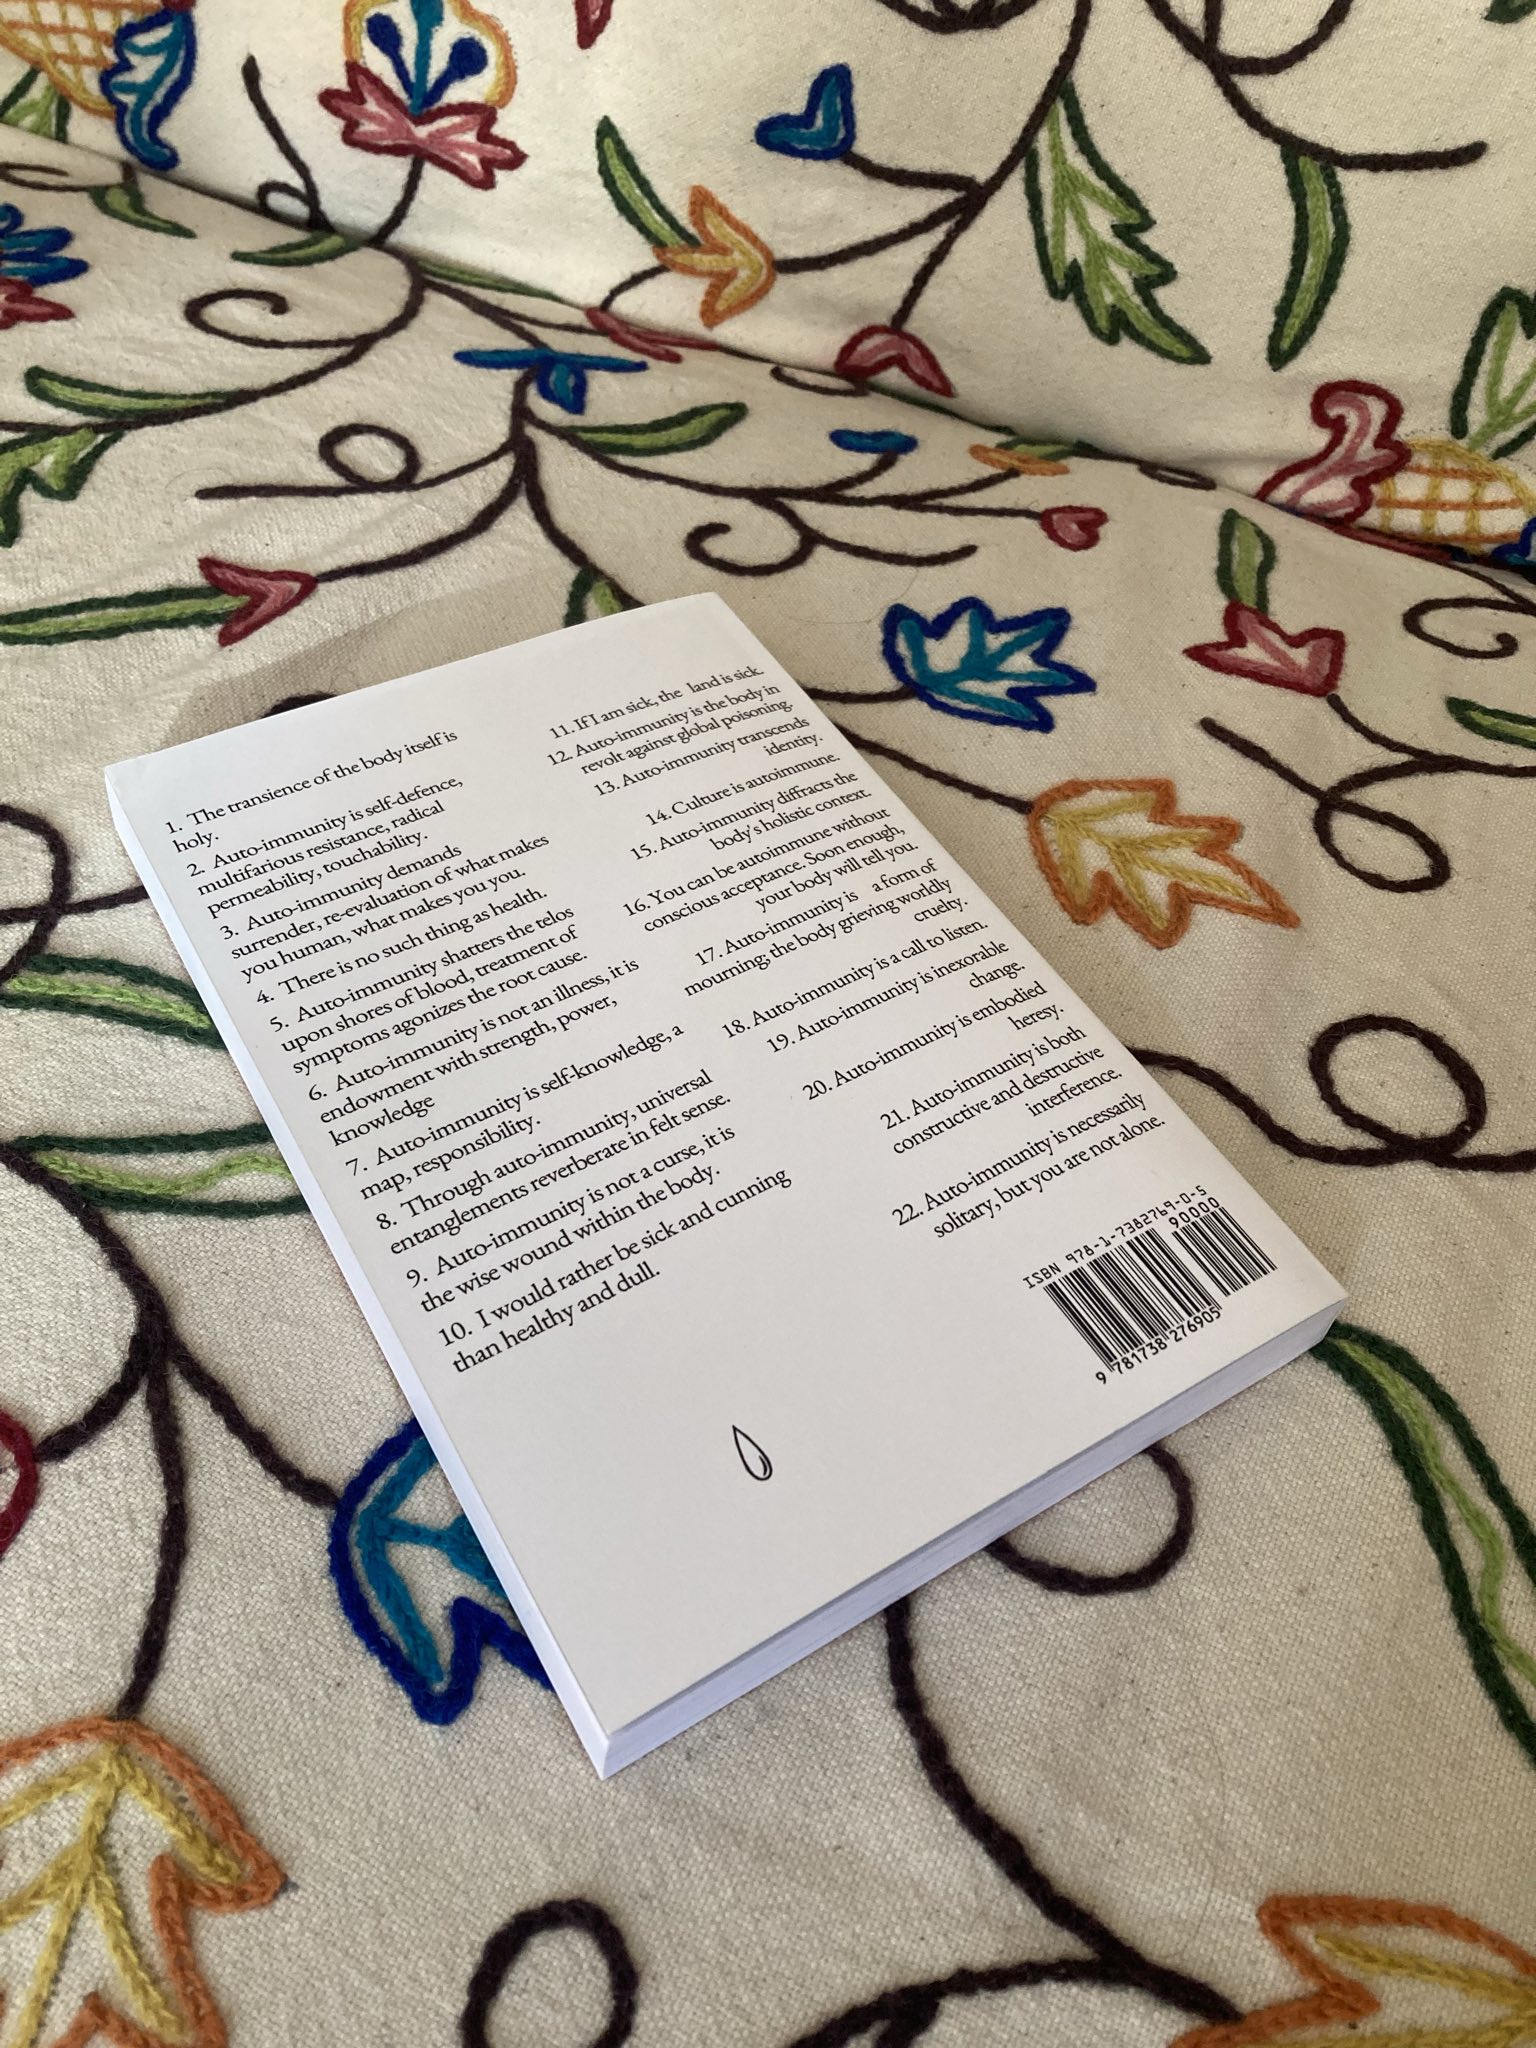 1. The transience of the body itself is
holy.
2. Auto-immunity is self-defence,
multifarious resistance, radical
permeability, touchability.
3. Auto-immunity demands
surrender, re-evaluation of what makes
you human, what makes you you.
4. There is no such thing as health.
5. Auto-immunity shatters the telos
upon shores of blood, treatment of
symptoms agonizes the root cause.
6. Auto-immunity is not an illness, it is
endowment with strength, power,
knowledge
7. Auto-immunity is self-knowledge, a
map, responsibility.
8. Through auto-immunity, universal
entanglements reverberate in felt sense.
9. Auto-immunity is not a curse, it is
the wise wound within the body.
10. I would rather be sick and cunning
than healthy and dull.
11. If I am sick, the land is sick.
12. Auto-immunity is the body in
revolt against global poisoning.
13. Auto-immunity transcends
identity.
14. Culture is autoimmune.
15. Auto-immunity diffracts the
body's holistic context.
16. You can be autoimmune without
conscious acceptance. Soon enough,
your body will tell you.
17. Auto-immunity is a form of
mourning; the body grieving worldly
cruelty.
18. Auto-immunity is a call to listen.
19. Auto-immunity is inexorable
change.
20. Auto-immunity is embodied
heresy.
21. Auto-immunity is both
constructive and destructive
interference.
22. Auto-immunity is necessarily
solitary, but you are not alone.
ISBN 978-1-7382769-0-5
90000
9 781738 276905